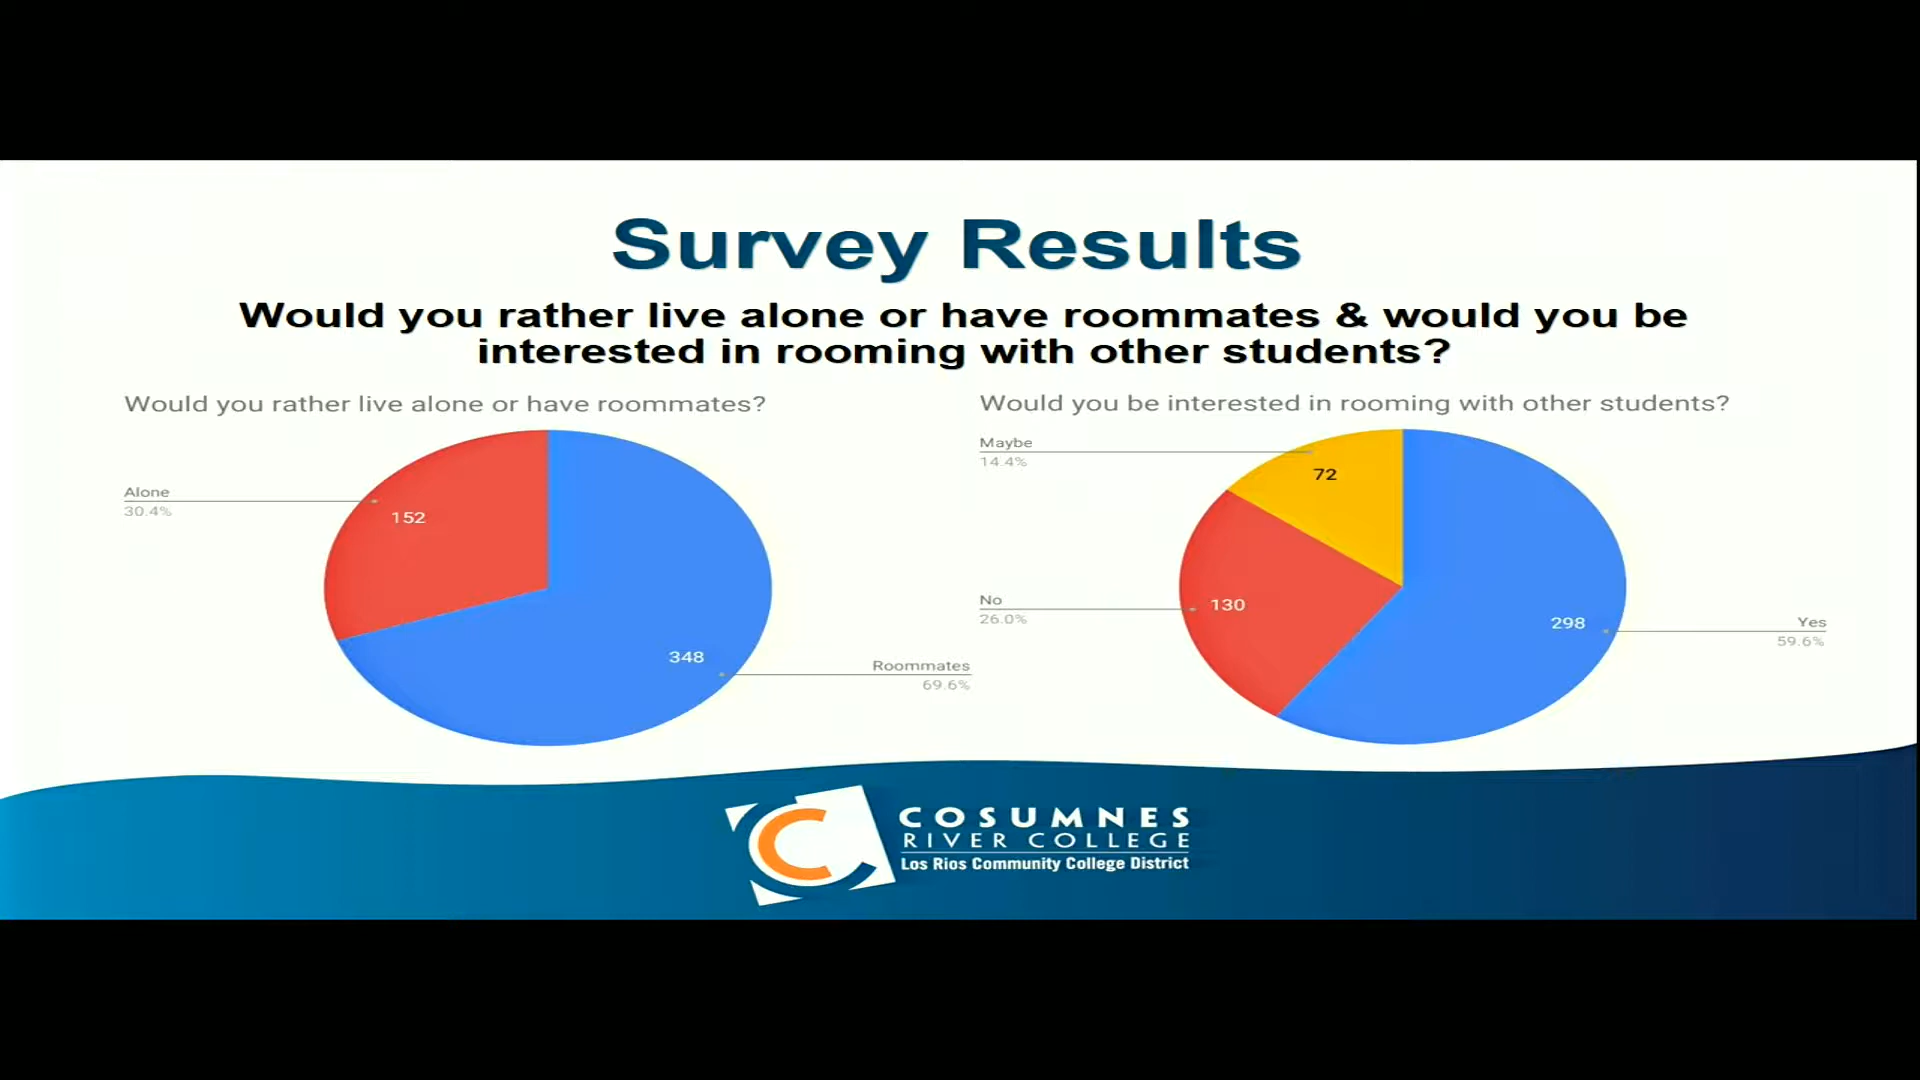 Survey Results
Would you rather live alone or have roommates & would you be
interested in rooming with other students?
Would you rather live alone or have roommates?
Alone
30.4%
152
348
Roommates
69.6%
Would you be interested in rooming with other students?
Maybe
14.4%
72
No
26.0%
130
298
Yes
59.6%
COSUMNES
RIVER COLLEGE
Los Rios Community College District